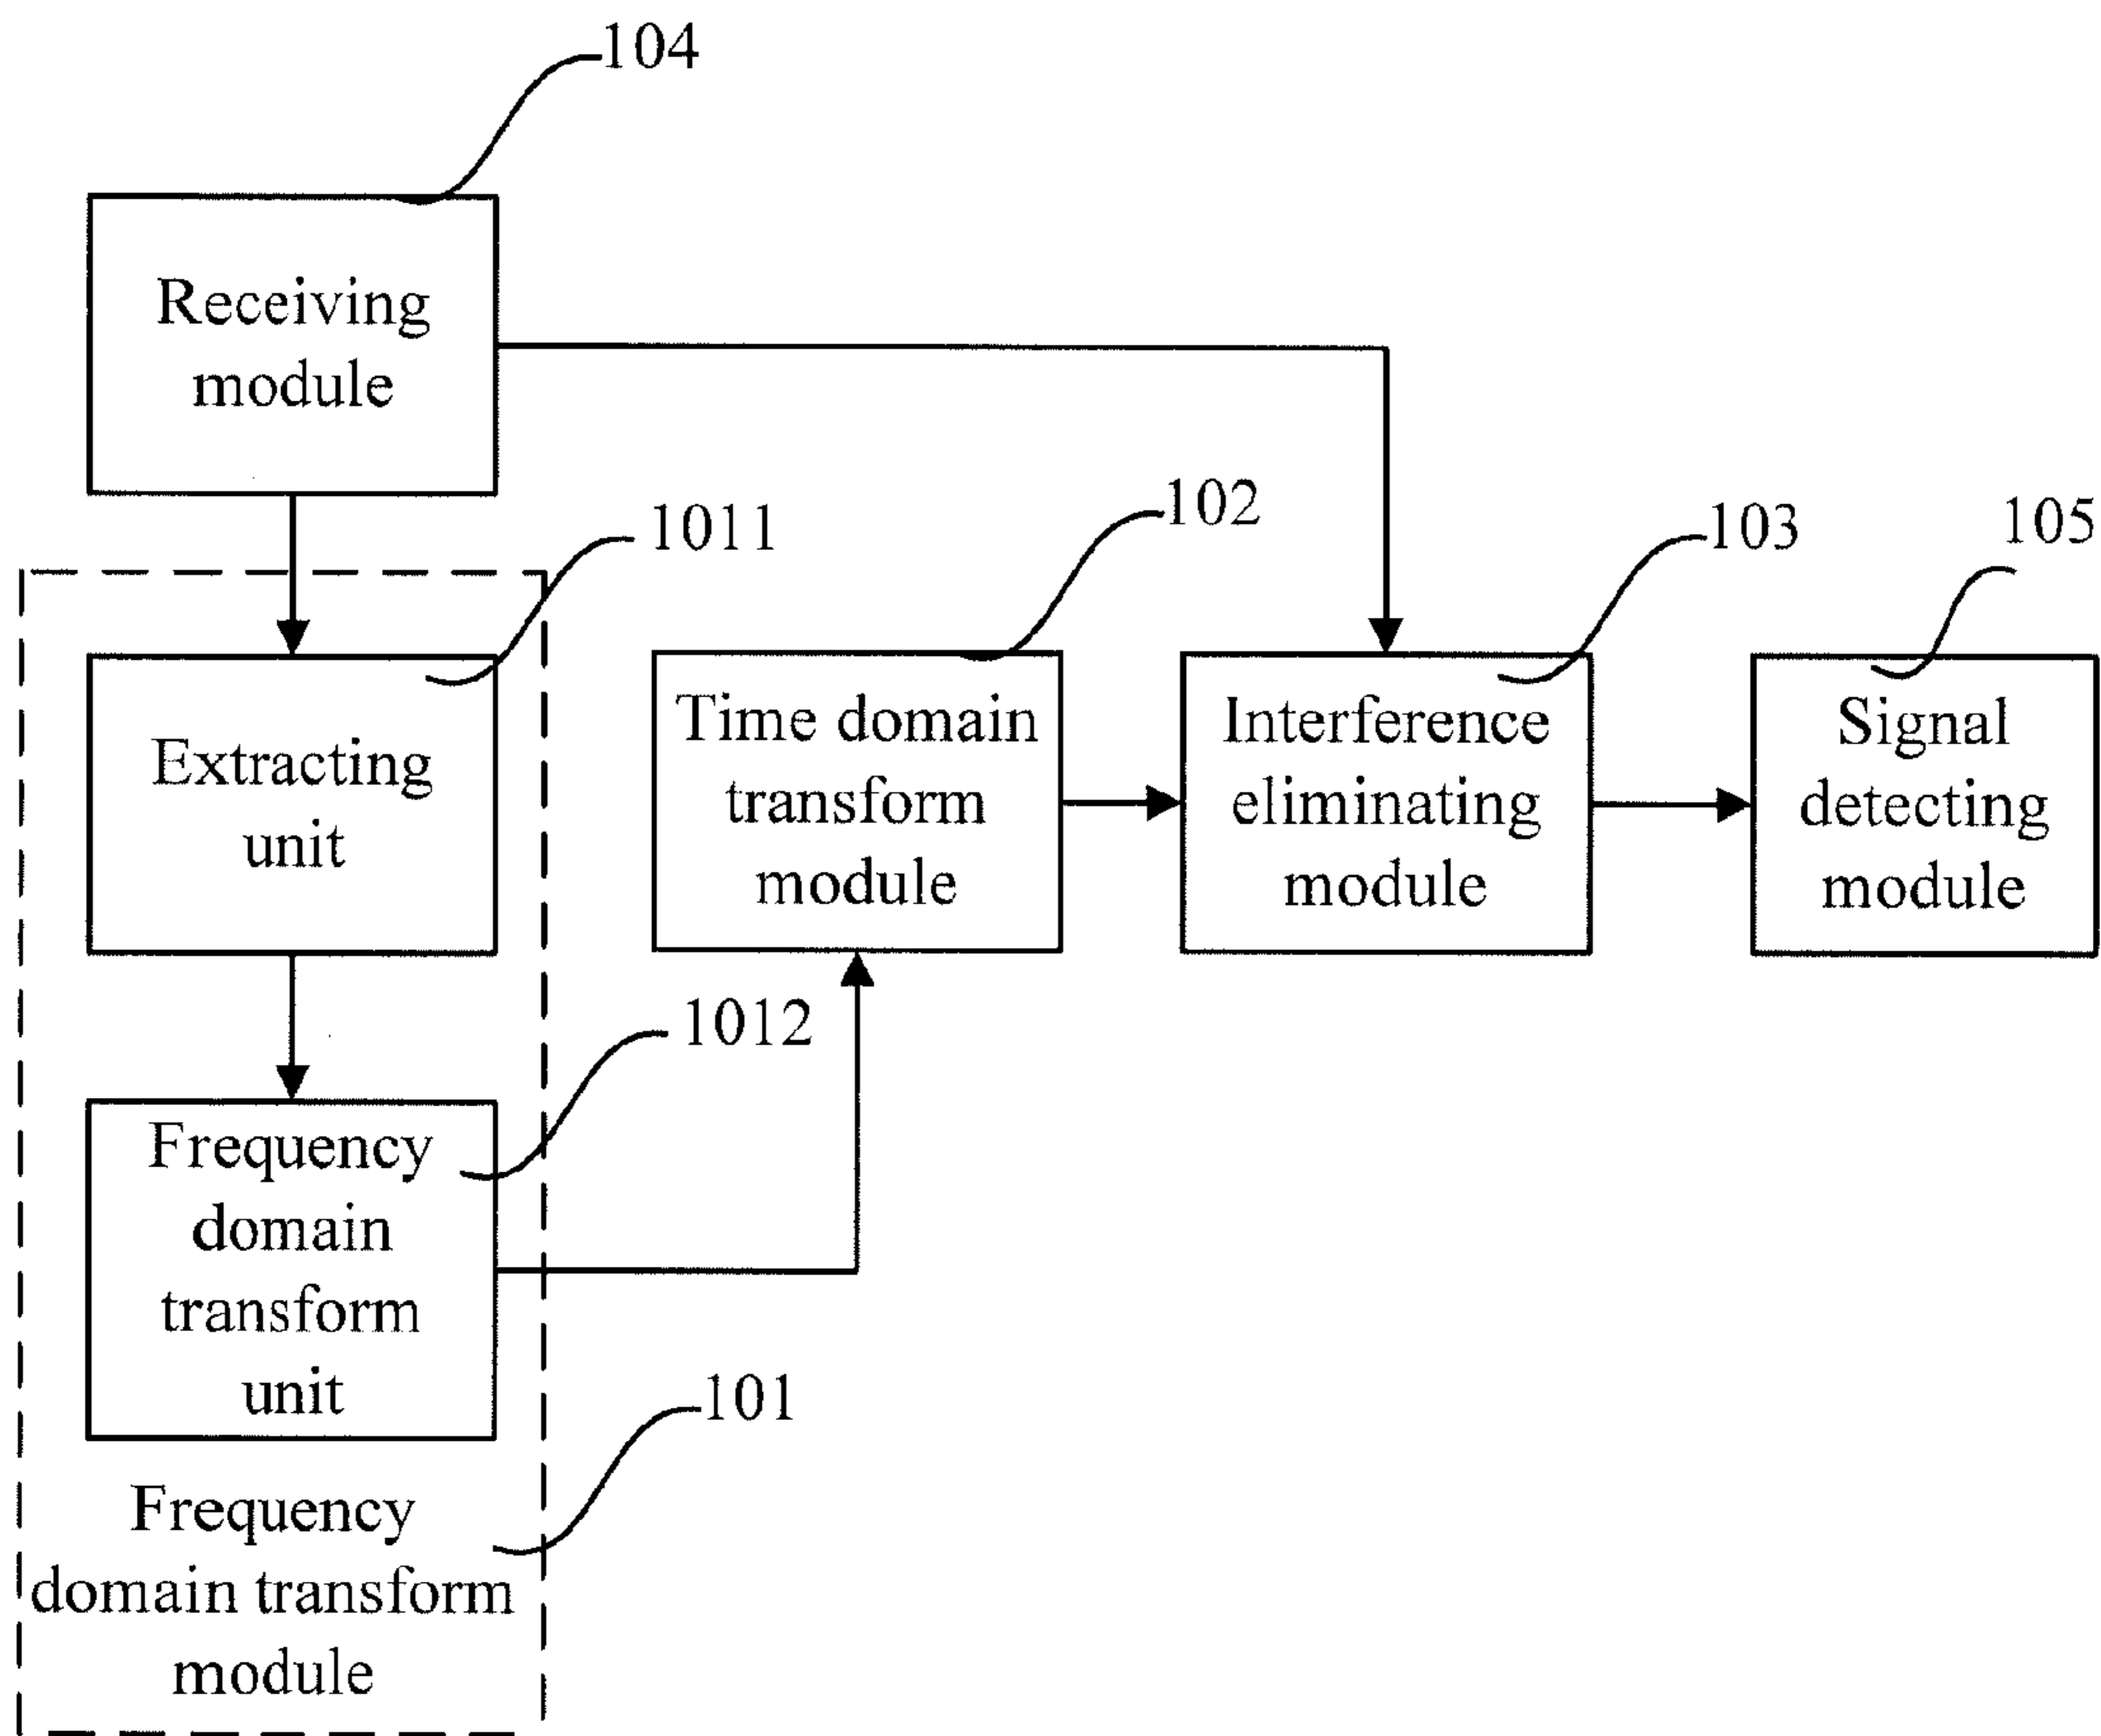 104
Receiving
module
1011
Extracting
unit
102
Time domain
transform
module
103
Interference
eliminating
module
105
Signal
detecting
module
1012
Frequency
domain
transform
unit
101
Frequency
domain transform
module